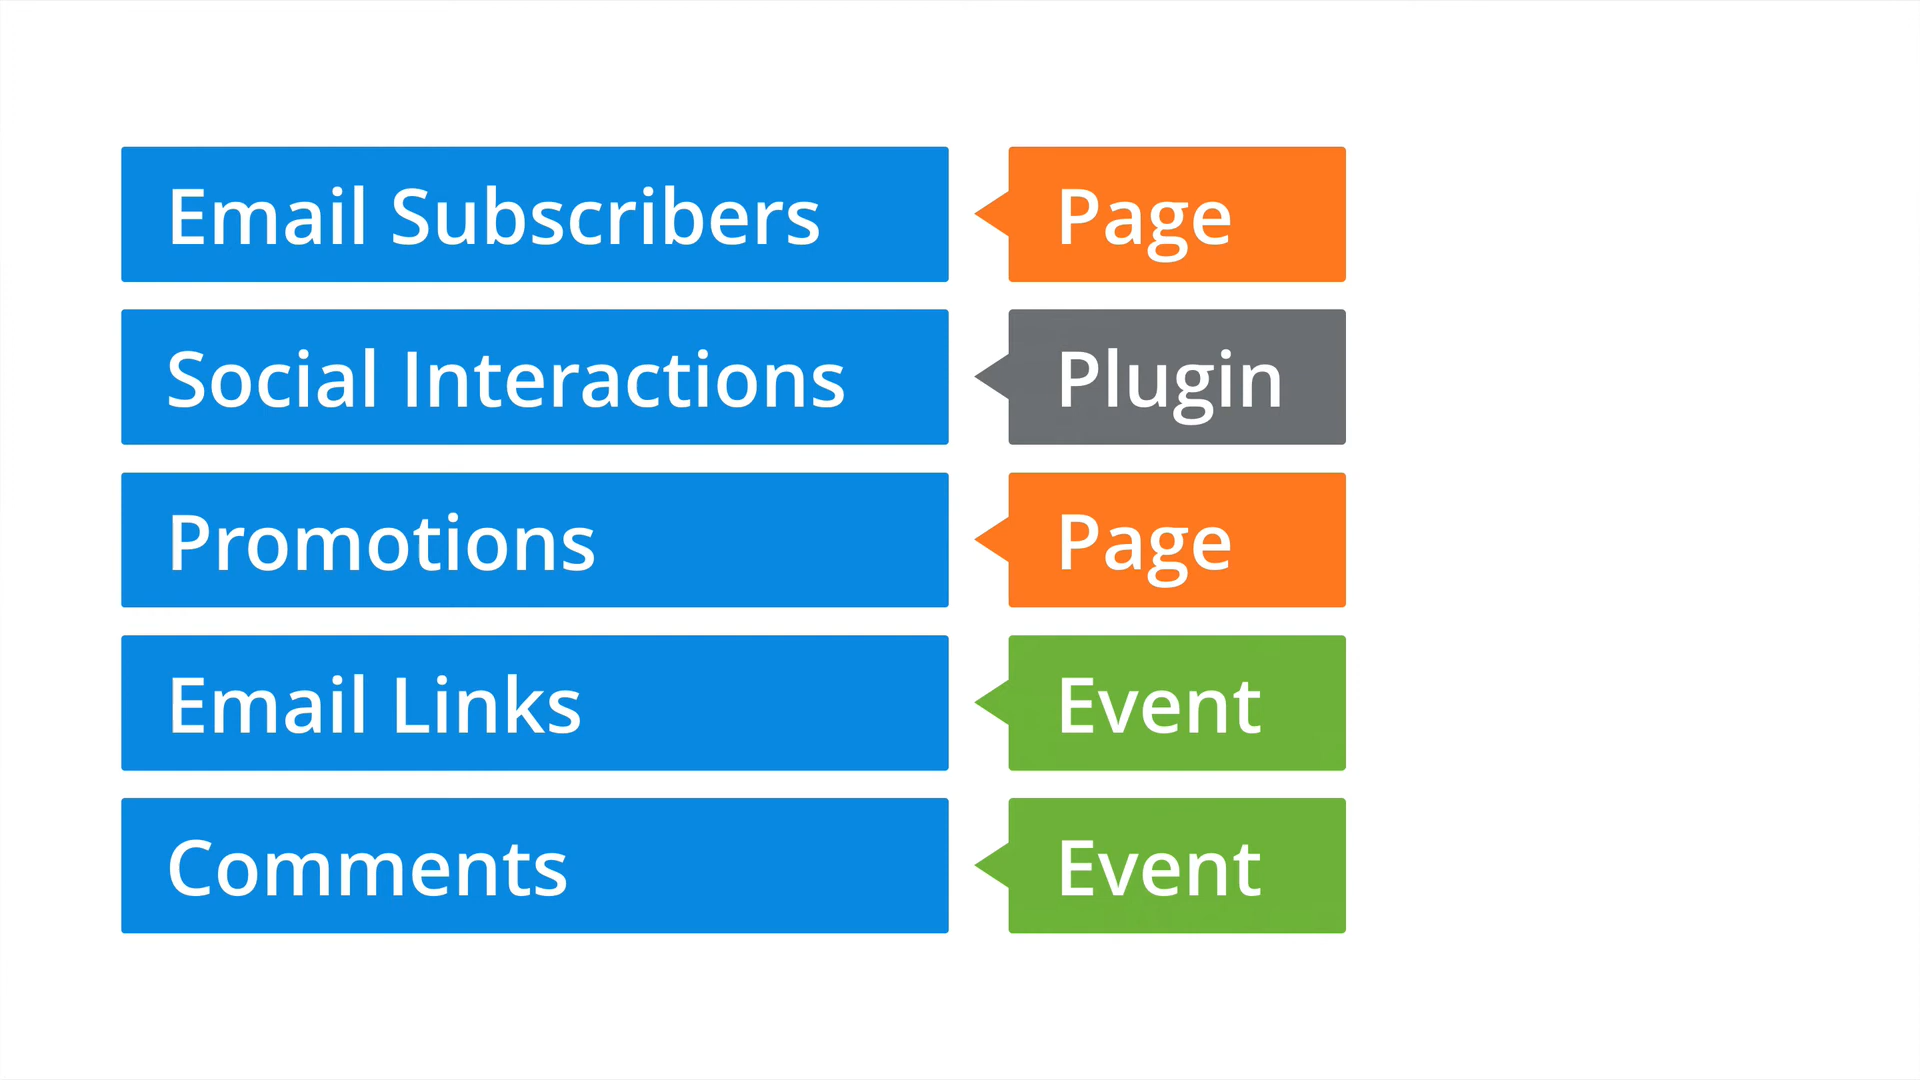 Email Subscribers Page
Social Interactions Plugin
Promotions Page
Email Links Event
Comments Event